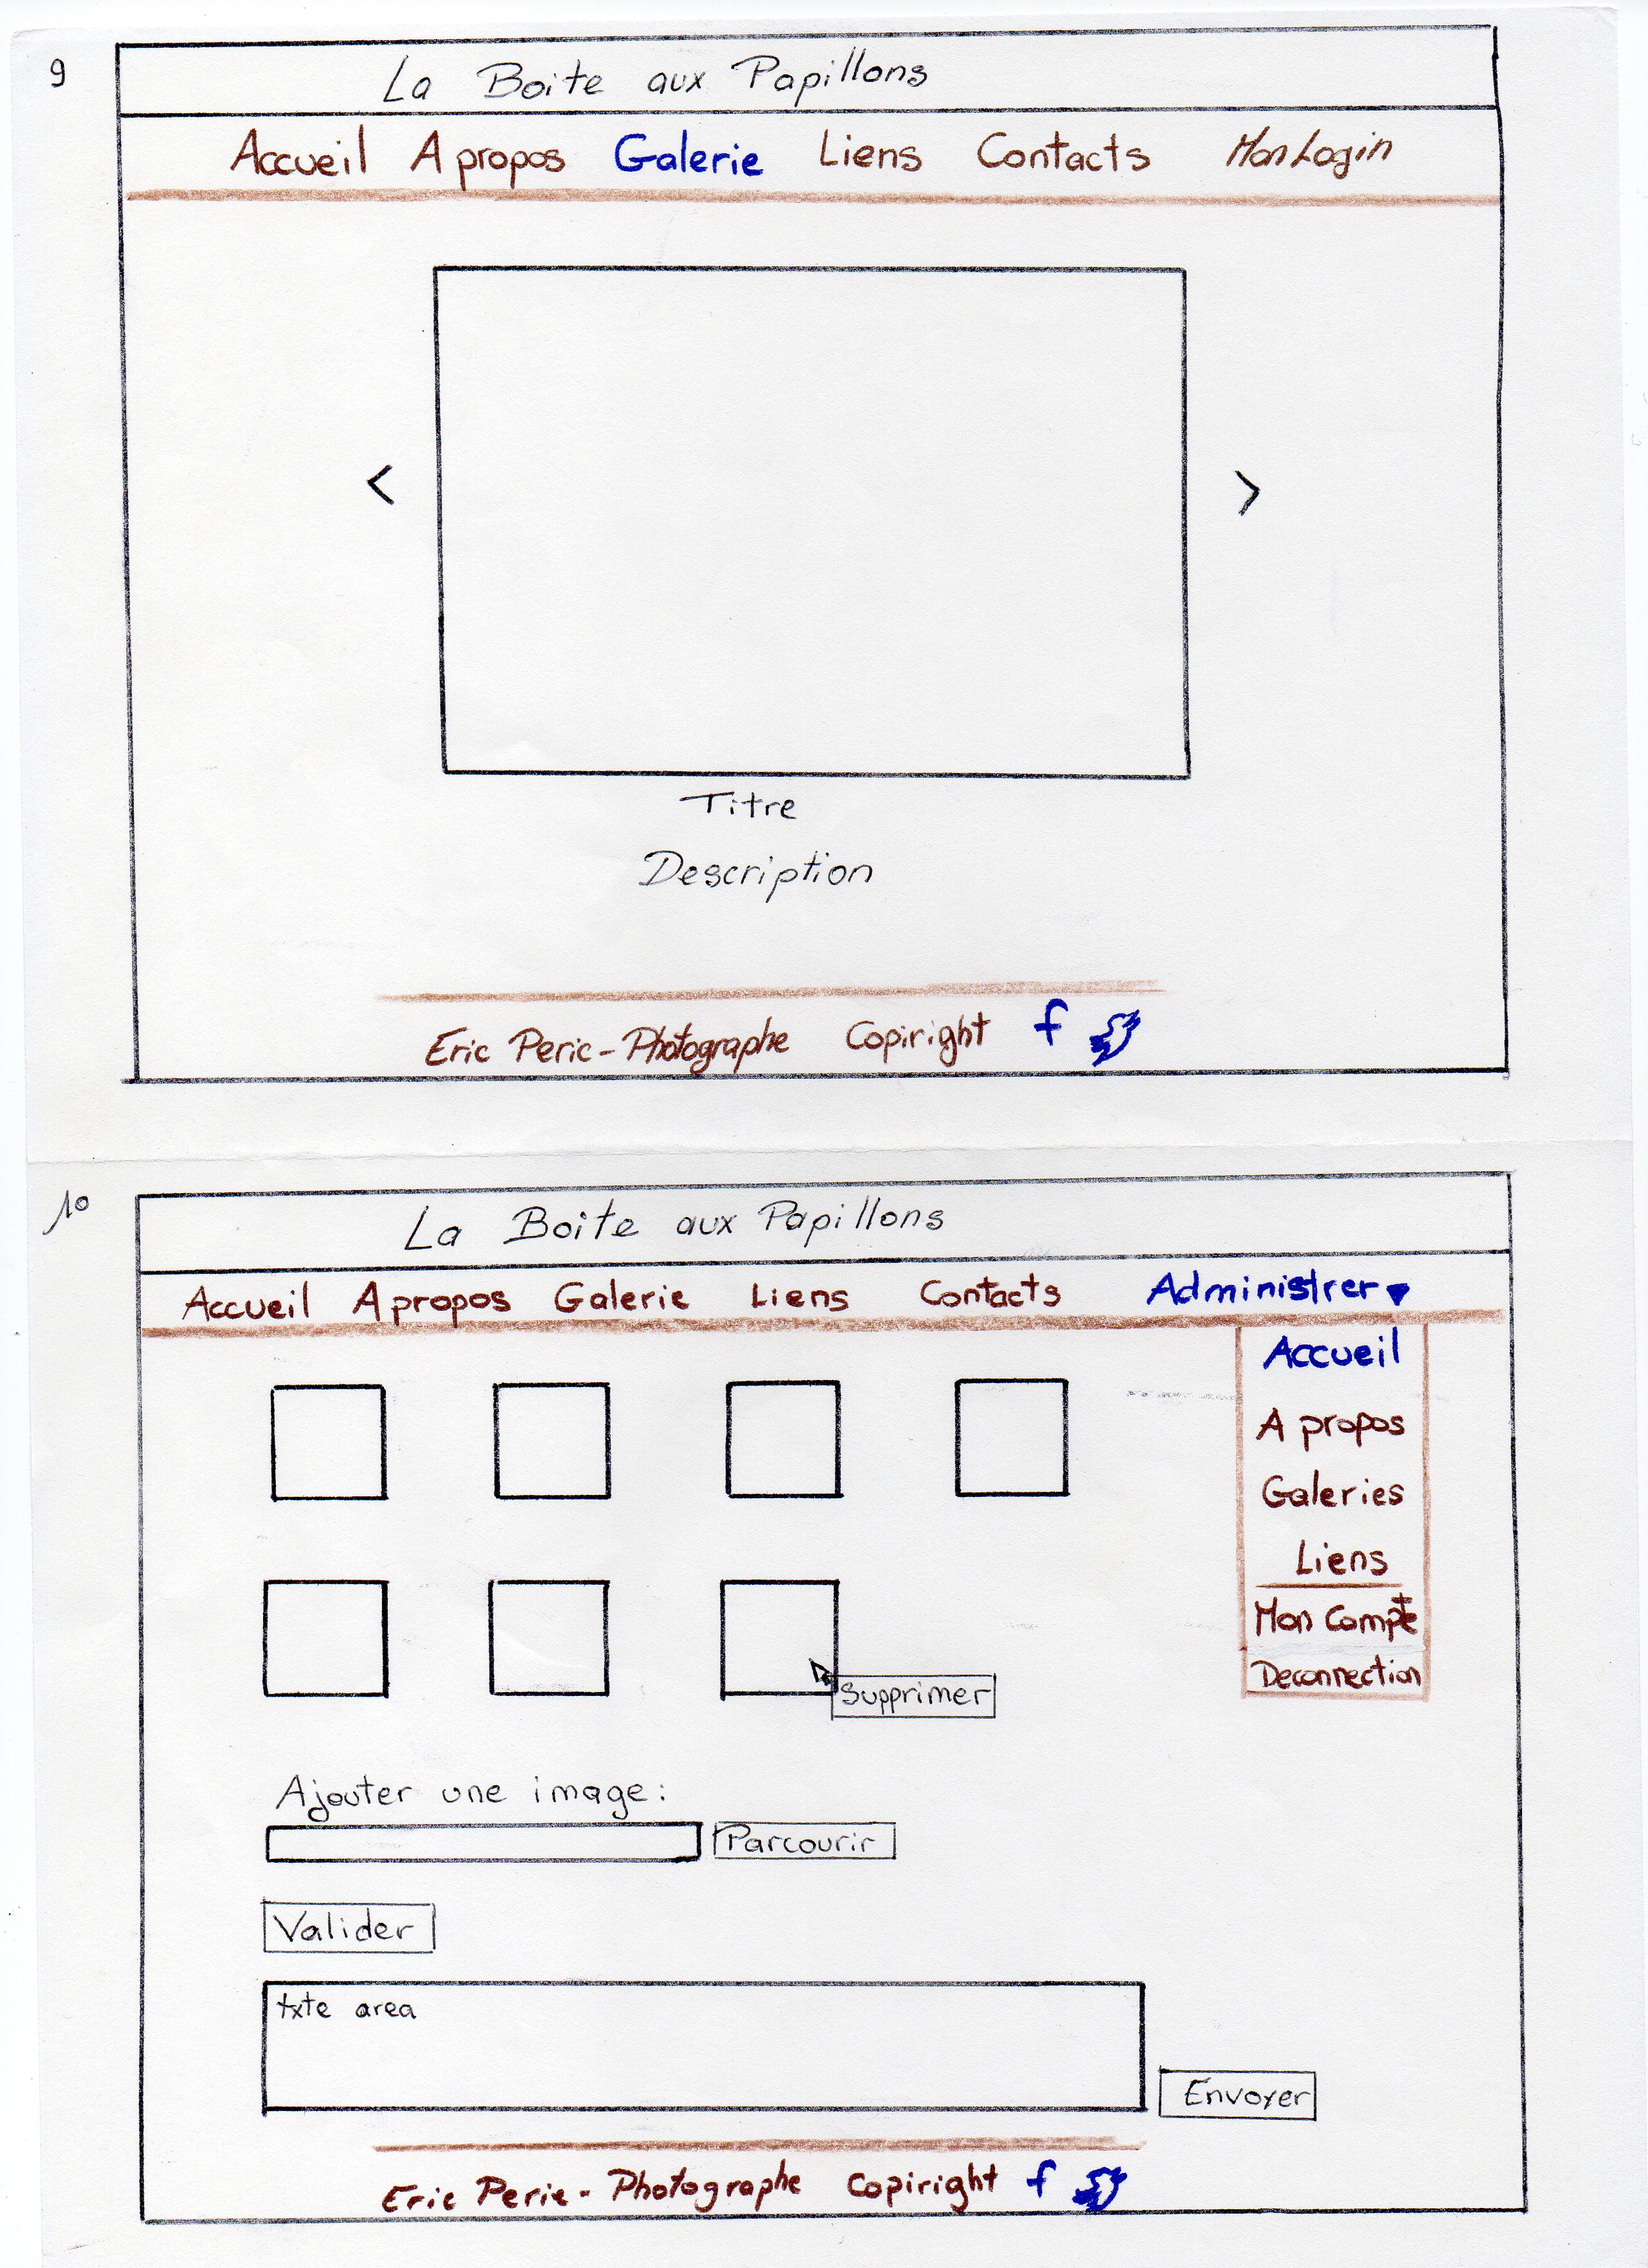 9
La Boite aux Papillons
Accueil A propos Galerie Liens Contacts Mon Login
< >
Titre
Description
Eric Peric - Photographe Copiright f
10
La Boite aux Papillons
Accueil A propos Galerie Liens Contacts Administrer
Accueil
A propos
Galeries
Liens
Mon Compte
Deconnection
Supprimer
Ajouter une image:
Parcourir
Valider
txte area
Envoyer
Eric Peric - Photographe Copiright f